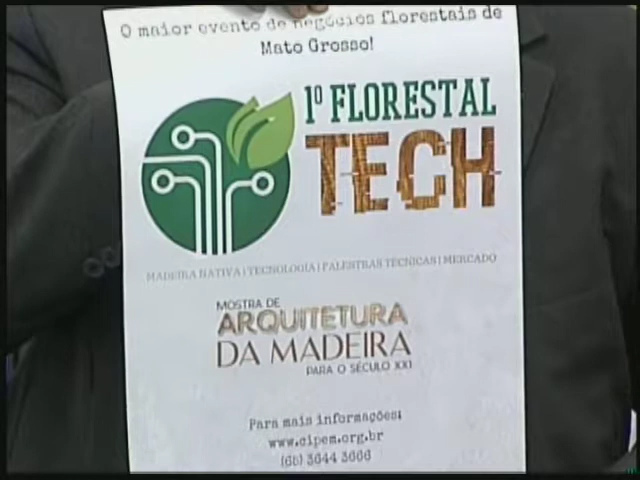 O maior evento de negócios florestais de
Mato Grosso!
1º FLORESTAL
TECH
MADEIRA NATIVA | TECNOLOGIA | PALESTRAS TÉCNICAS | MERCADO
MOSTRA DE
ARQUITETURA
DA MADEIRA
PARA O SÉCULO XXI
Para mais informações:
www.cipem.org.br
(65) 3644 3666